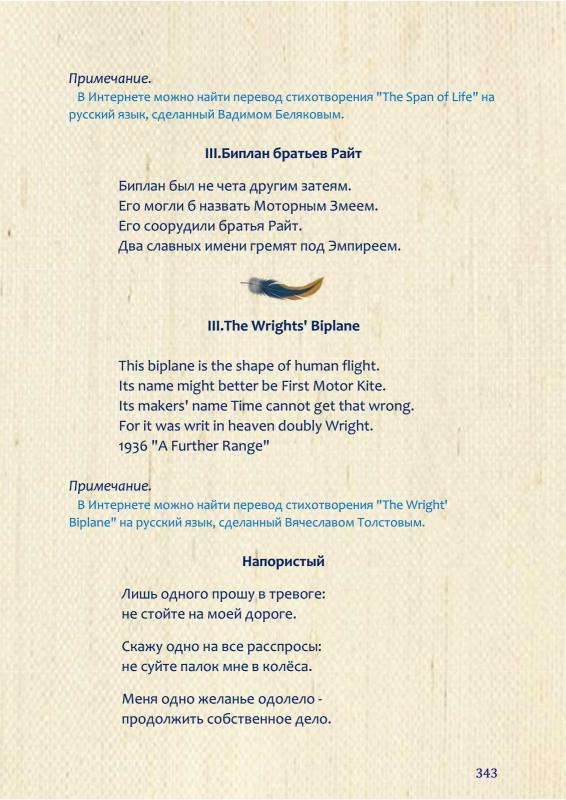 Примечание.
В Интернете можно найти перевод стихотворения "The Span of Life" на
русский язык, сделанный Вадимом Беляковым.
III.Биплан братьев Райт
Биплан был не чета другим затеям.
Его могли б назвать Моторным Змеем.
Его соорудили братья Райт.
Два славных имени гремят под Эмпиреем.
III.The Wrights' Biplane
This biplane is the shape of human flight.
Its name might better be First Motor Kite.
Its makers' name Time cannot get that wrong.
For it was writ in heaven doubly Wright.
1936 "A Further Range"
Примечание.
В Интернете можно найти перевод стихотворения "The Wright'
Biplane" на русский язык, сделанный Вячеславом Толстовым.
Напористый
Лишь одного прошу в тревоге:
не стойте на моей дороге.
Скажу одно на все расспросы:
не суйте палок мне в колёса.
Меня одно желанье одолело -
продолжить собственное дело.
343